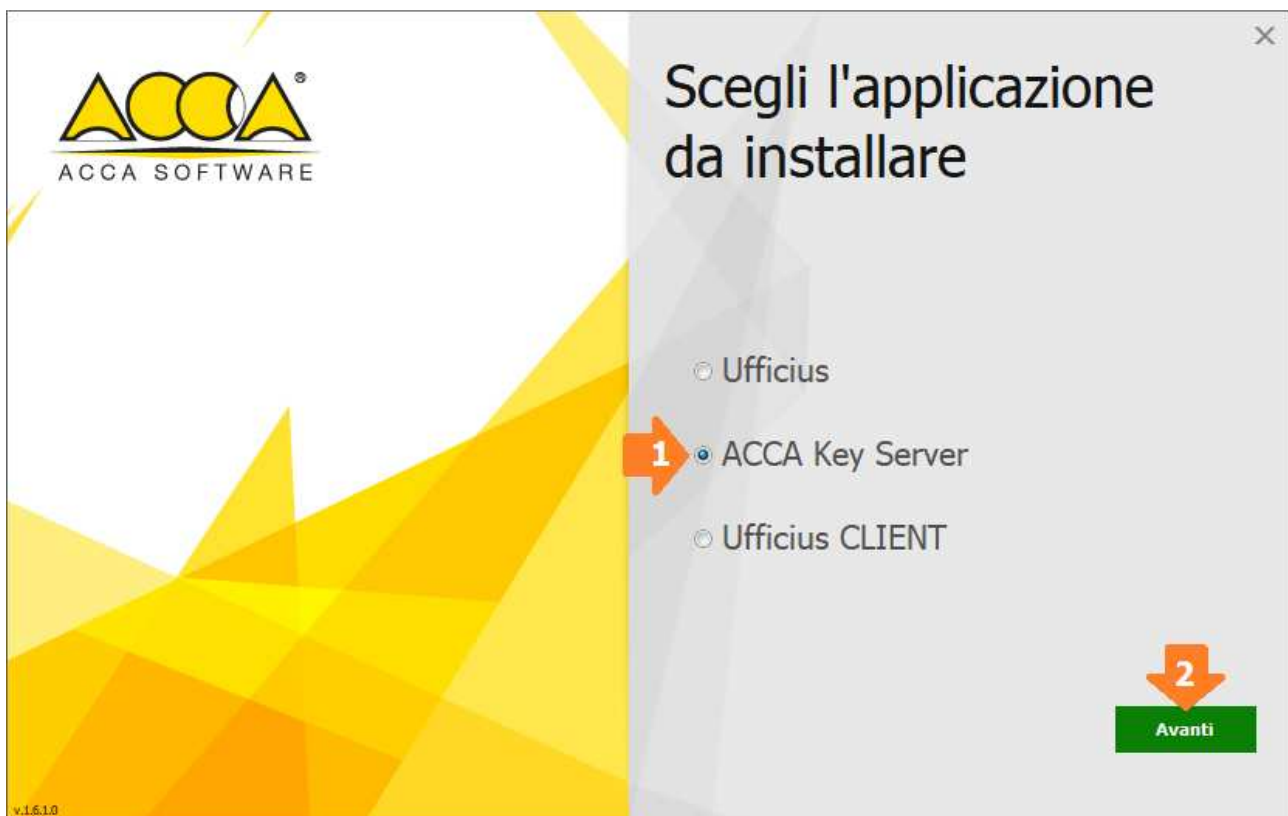 ACCA®
ACCA SOFTWARE
Scegli l'applicazione
da installare
Ufficius
1
ACCA Key Server
Ufficius CLIENT
2
Avanti
v.1.6.1.0